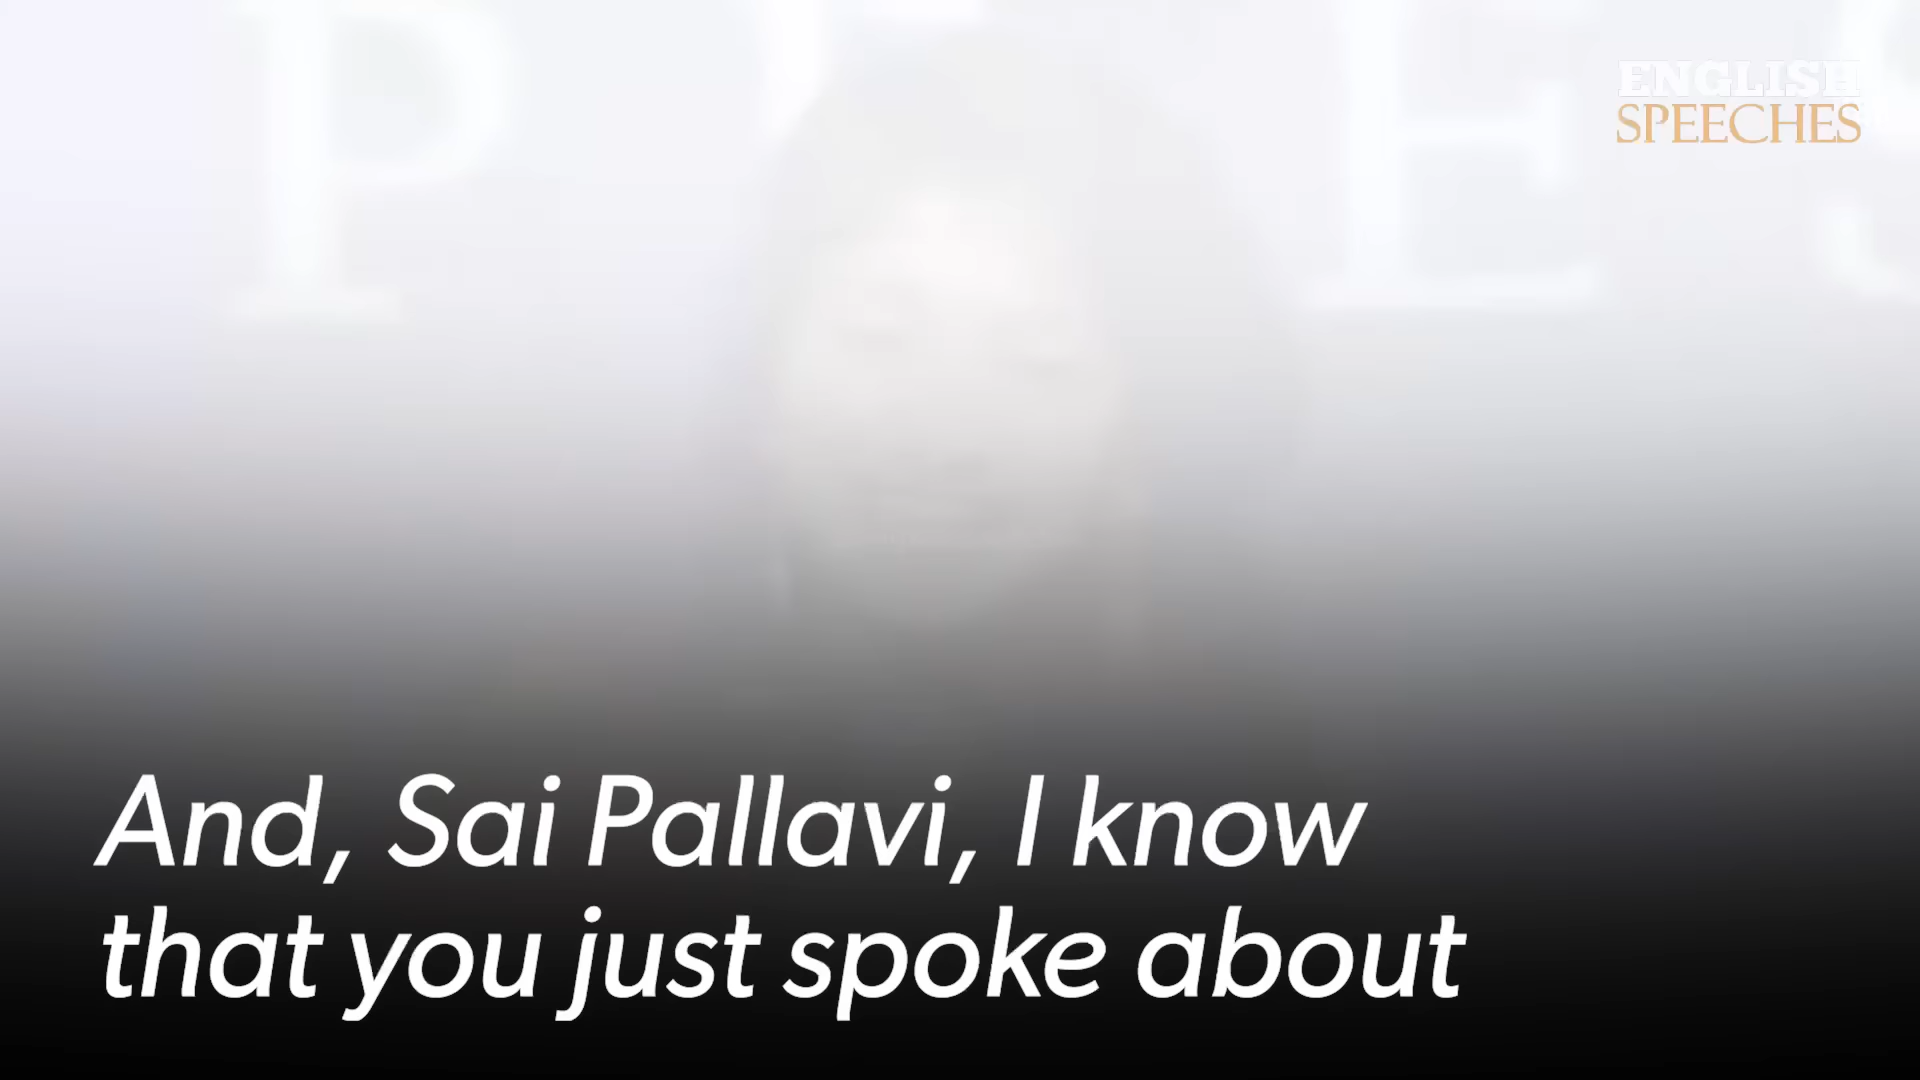 P E S
ENGLISH
SPEECHES
And, Sai Pallavi, I know
that you just spoke about